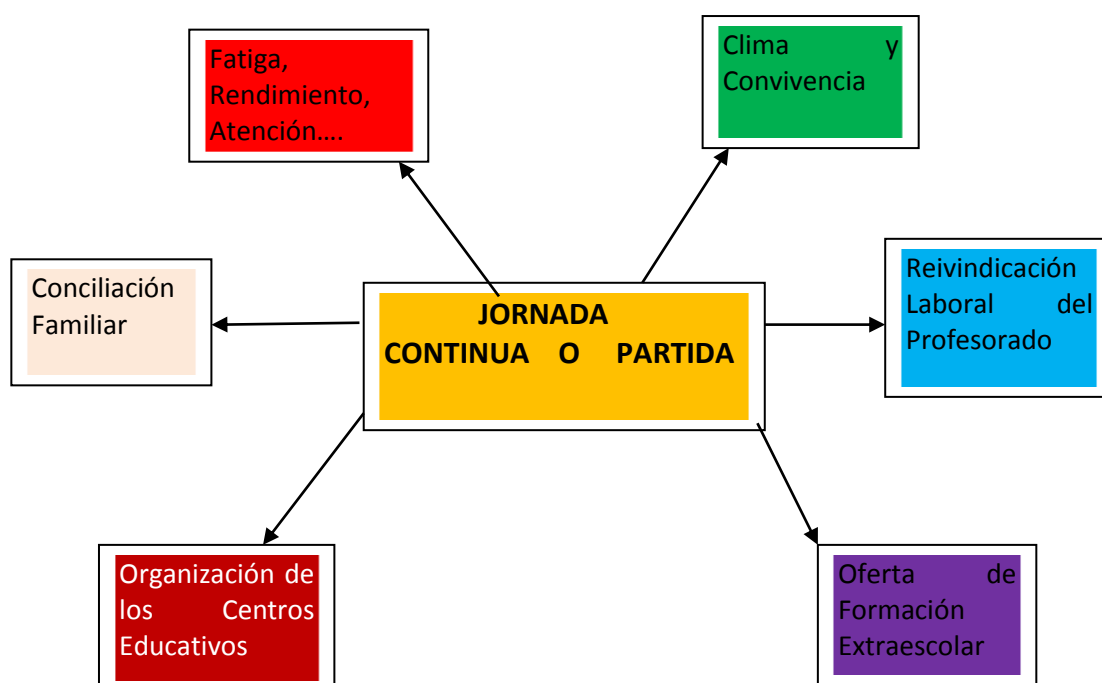 Fatiga,
Rendimiento,
Atención….
Clima y
Convivencia
Conciliación
Familiar
JORNADA
CONTINUA O PARTIDA
Reivindicación
Laboral del
Profesorado
Organización de
los Centros
Educativos
Oferta de
Formación
Extraescolar